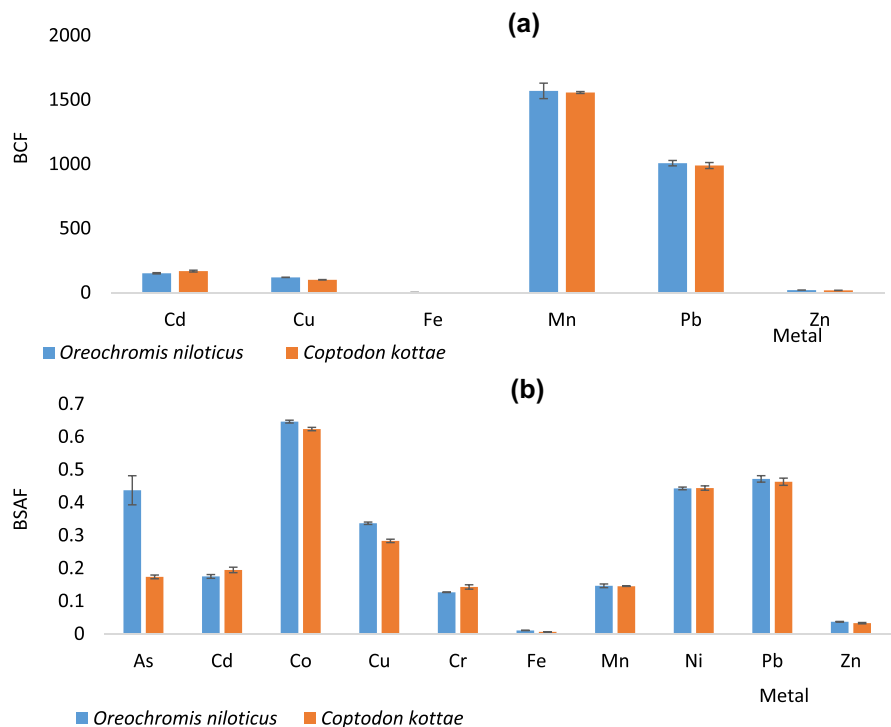 (a)
2000
1500
1000
500
0
BCF
Cd Cu Fe Mn Pb Zn
Metal
Oreochromis niloticus Coptodon kottae
(b)
0.7
0.6
0.5
0.4
0.3
0.2
0.1
0
BSAF
As Cd Co Cu Cr Fe Mn Ni Pb Zn
Metal
Oreochromis niloticus Coptodon kottae